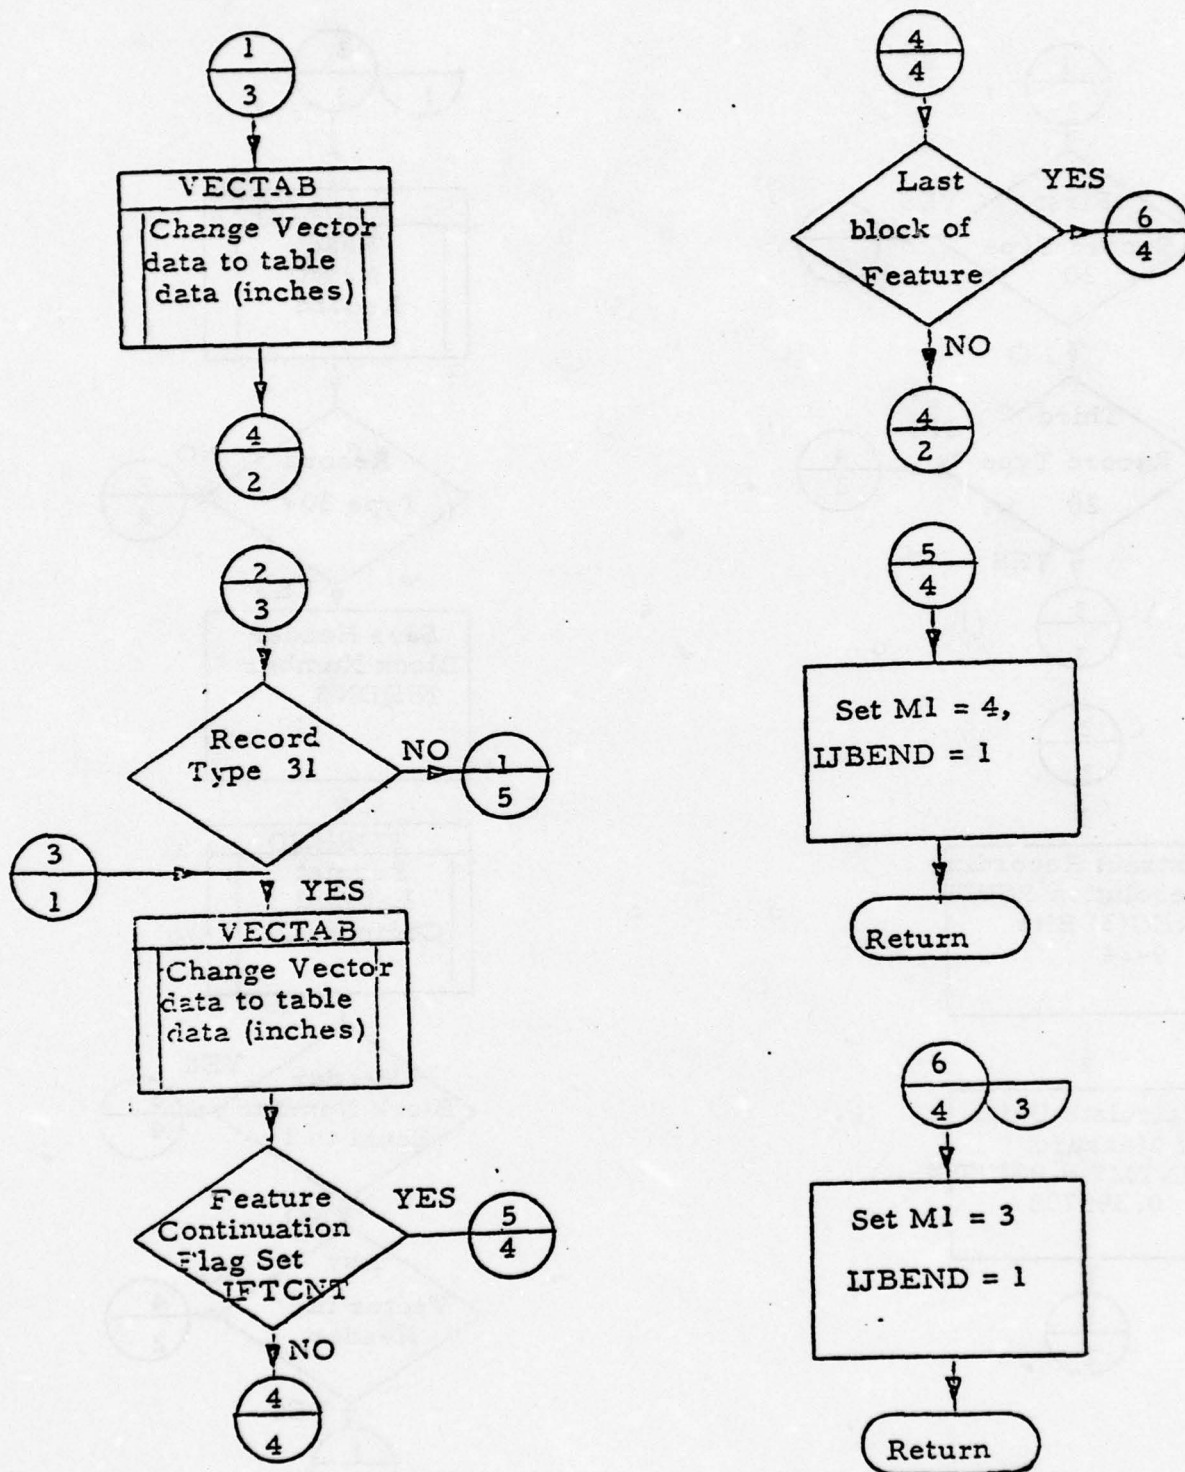 1
3
VECTAB
Change Vector
data to table
data (inches)
4
2
2
3
Record
Type 31
NO
1
5
3
1
YES
VECTAB
Change Vector
data to table
data (inches)
Feature
Continuation
Flag Set
IFTCNT
YES
5
4
NO
4
4
4
4
Last
block of
Feature
YES
6
4
NO
4
2
5
4
Set M1 = 4,
IJBEND = 1
Return
6
4
3
Set M1 = 3
IJBEND = 1
Return